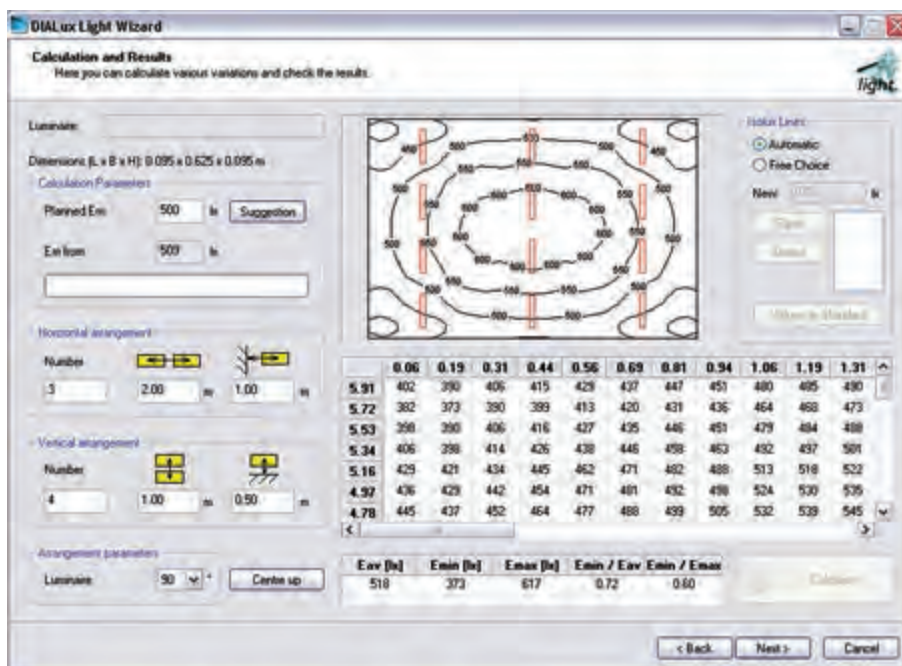 DIALux Light Wizard
Calculation and Results
Here you can calculate various variations and check the results.
light.
Luminaire:
Dimensions (L x B x H): 0.095 x 0.625 x 0.095 m
Calculation Parameters
Planned Em 500 lx Suggestion
Em from 509 lx
Horizontal arrangement
Number
3 2.00 m 1.00 m
Vertical arrangement
Number
4 1.00 m 0.50 m
Arrangement parameters
Luminaire 90 ° Centre up
Isolux Lines
Automatic
Free Choice
New: lx
0.06 0.19 0.31 0.44 0.56 0.69 0.81 0.94 1.06 1.19 1.31
5.91 402 390 406 415 429 437 447 451 480 485 490
5.72 382 373 390 399 413 420 431 436 464 468 473
5.53 398 390 406 416 427 435 446 451 479 484 488
5.34 406 398 414 426 438 446 458 463 492 497 501
5.16 429 421 434 445 462 471 482 488 513 518 522
4.97 436 429 442 454 471 481 492 498 524 530 535
4.78 445 437 452 464 477 488 499 505 532 539 545
Eav [lx] Emin [lx] Emax [lx] Emin / Eav Emin / Emax
518 373 617 0.72 0.60
Calculate
< Back Next > Cancel